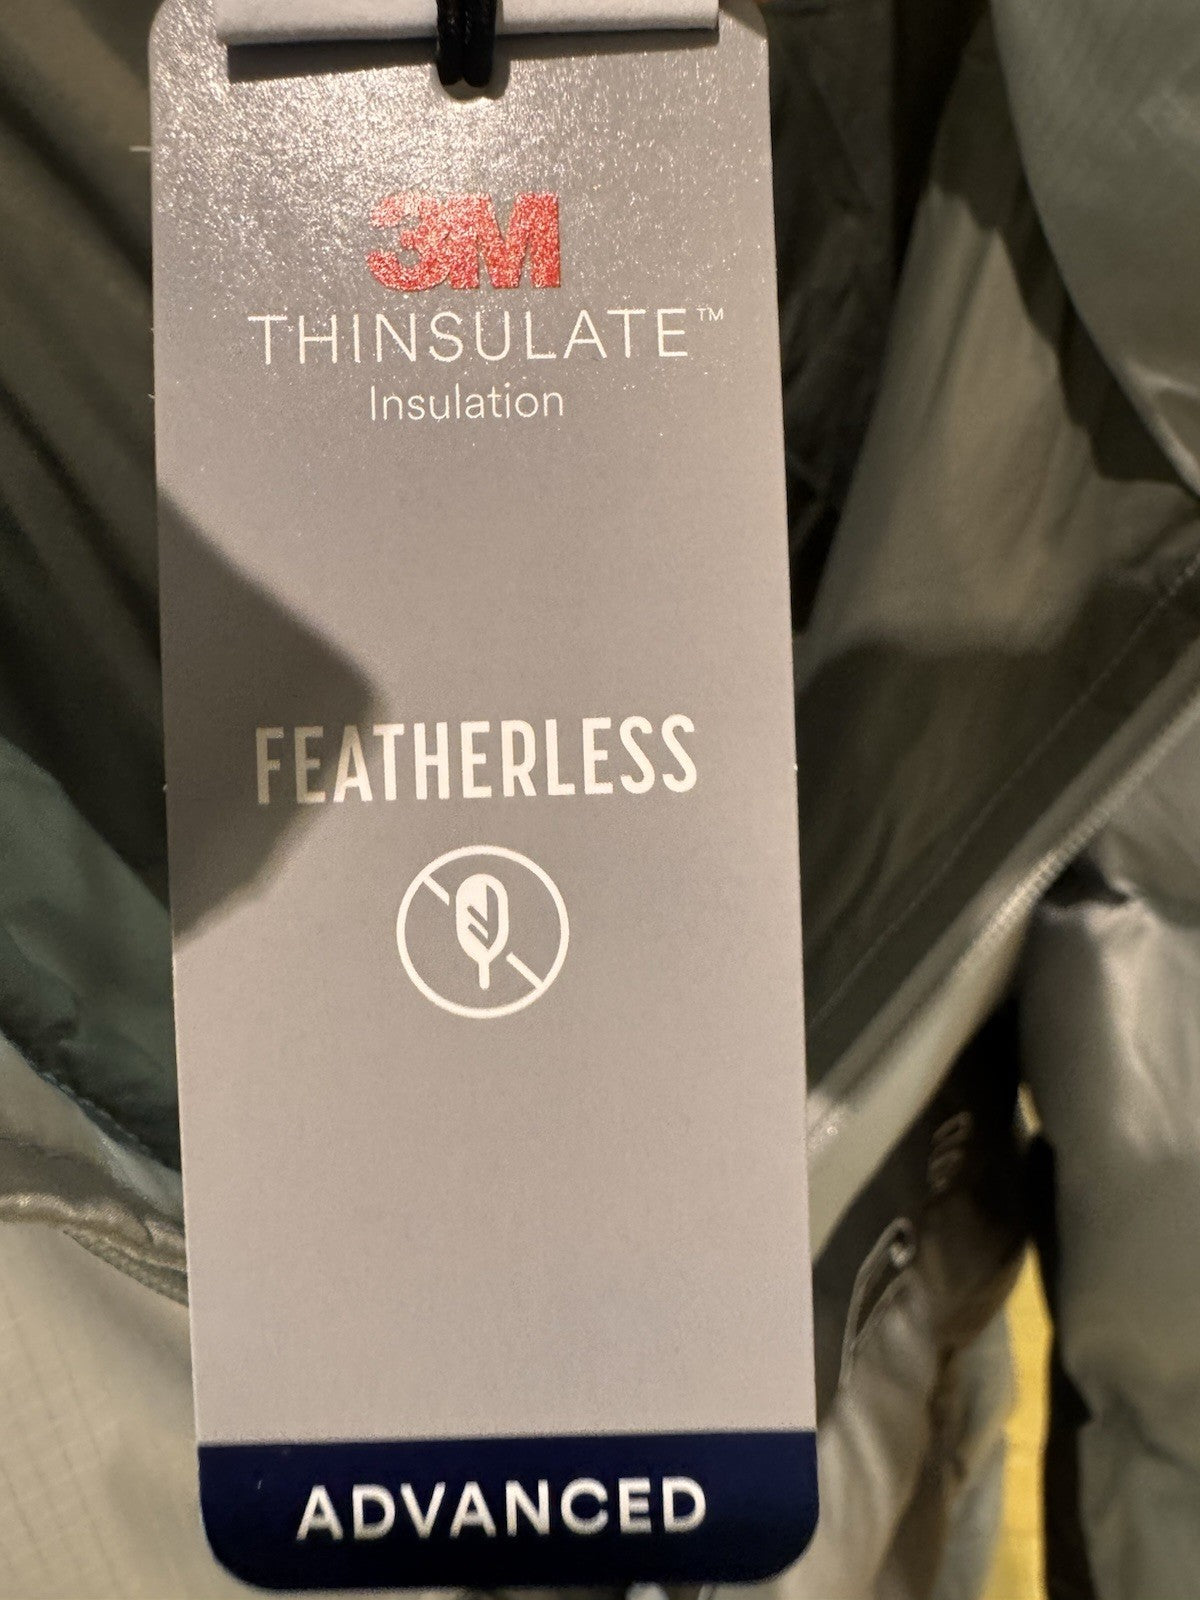 3M
THINSULATE™
Insulation
FEATHERLESS
ADVANCED